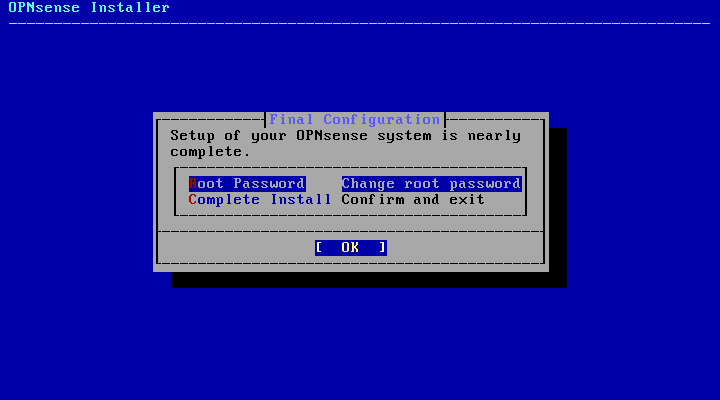 OPNsense Installer
Final Configuration
Setup of your OPNsense system is nearly
complete.
Root Password Change root password
Complete Install Confirm and exit
[ OK ]